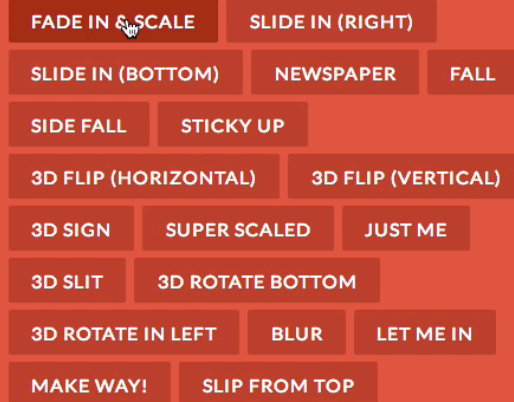 FADE IN & SCALE SLIDE IN (RIGHT)
SLIDE IN (BOTTOM) NEWSPAPER FALL
SIDE FALL STICKY UP
3D FLIP (HORIZONTAL) 3D FLIP (VERTICAL)
3D SIGN SUPER SCALED JUST ME
3D SLIT 3D ROTATE BOTTOM
3D ROTATE IN LEFT BLUR LET ME IN
MAKE WAY! SLIP FROM TOP